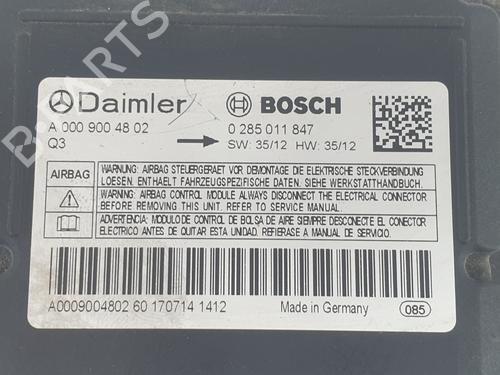 PARTS
Daimler BOSCH
A 000 900 48 02 0 285 011 847
Q3 SW: 35/12 HW: 35/12
AIRBAG WARNUNG: AIRBAG STEUERGERAET VOR DEMONTAGE DIE ELEKTRISCHE STECKVERBINDUNG
LOESEN. ENTHAELT FAHRZEUGSPEZIFISCHE DATEN. SIEHE WERKSTATTHANDBUCH.
WARNING: AIRBAG CONTROL MODULE ALWAYS DISCONNECT THE ELECTRICAL CONNECTOR
BEFORE REMOVING THIS UNIT. REFER TO SERVICE MANUAL.
ADVERTENCIA: MODULO DE CONTROL DE BOLSA DE AIRE SIEMPRE DESCONECTE EL CONECTOR
ELECTRICO ANTES DE QUITAR ESTA UNIDAD. REFIERASE A MANUAL DE SERVICIO.
A0009004802 60 170714 1412 Made in Germany 085